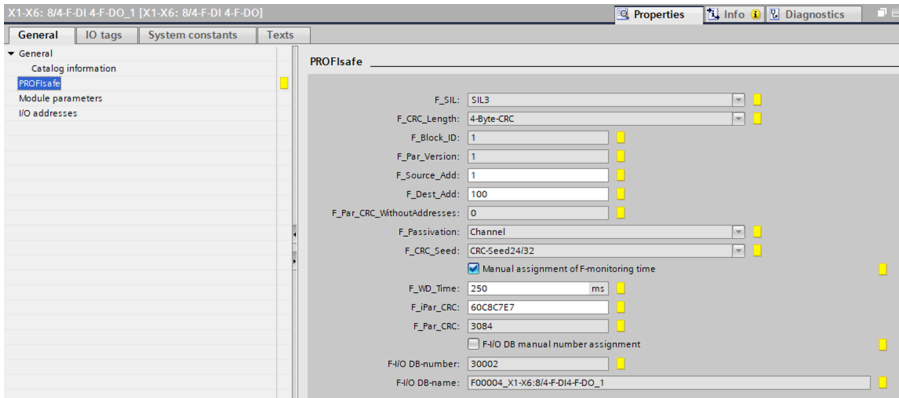 X1-X6: 8/4-F-DI 4-F-DO_1 [X1-X6: 8/4-F-DI 4-F-DO]
Properties
Info
Diagnostics
General
IO tags
System constants
Texts
General
Catalog information
PROFIsafe
Module parameters
I/O addresses
PROFIsafe
F_SIL: SIL3
F_CRC_Length: 4-Byte-CRC
F_Block_ID: 1
F_Par_Version: 1
F_Source_Add: 1
F_Dest_Add: 100
F_Par_CRC_WithoutAddresses: 0
F_Passivation: Channel
F_CRC_Seed: CRC-Seed24/32
Manual assignment of F-monitoring time
F_WD_Time: 250 ms
F_iPar_CRC: 60C8C7E7
F_Par_CRC: 3084
F-I/O DB manual number assignment
F-I/O DB-number: 30002
F-I/O DB-name: F00004_X1-X6:8/4-F-DI4-F-DO_1